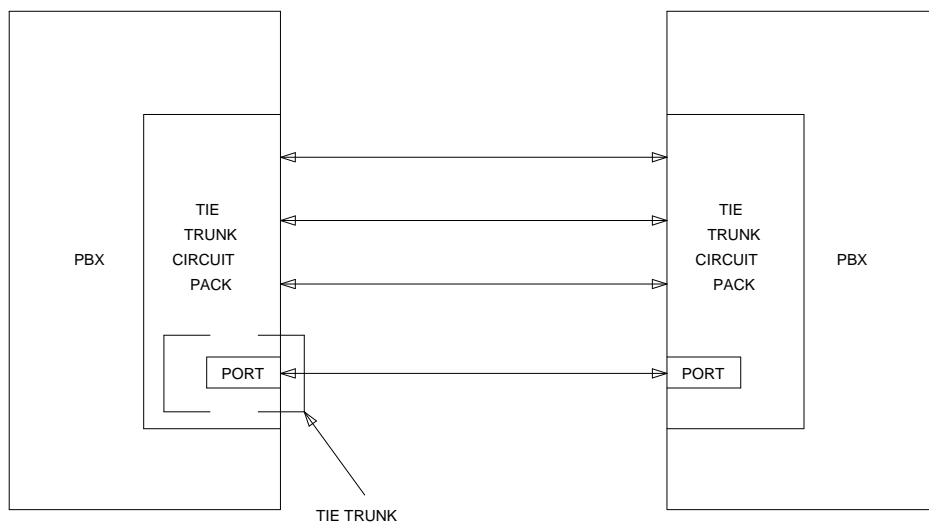 PBX
TIE
TRUNK
CIRCUIT
PACK
PORT
TIE
TRUNK
CIRCUIT
PACK
PORT
PBX
TIE TRUNK